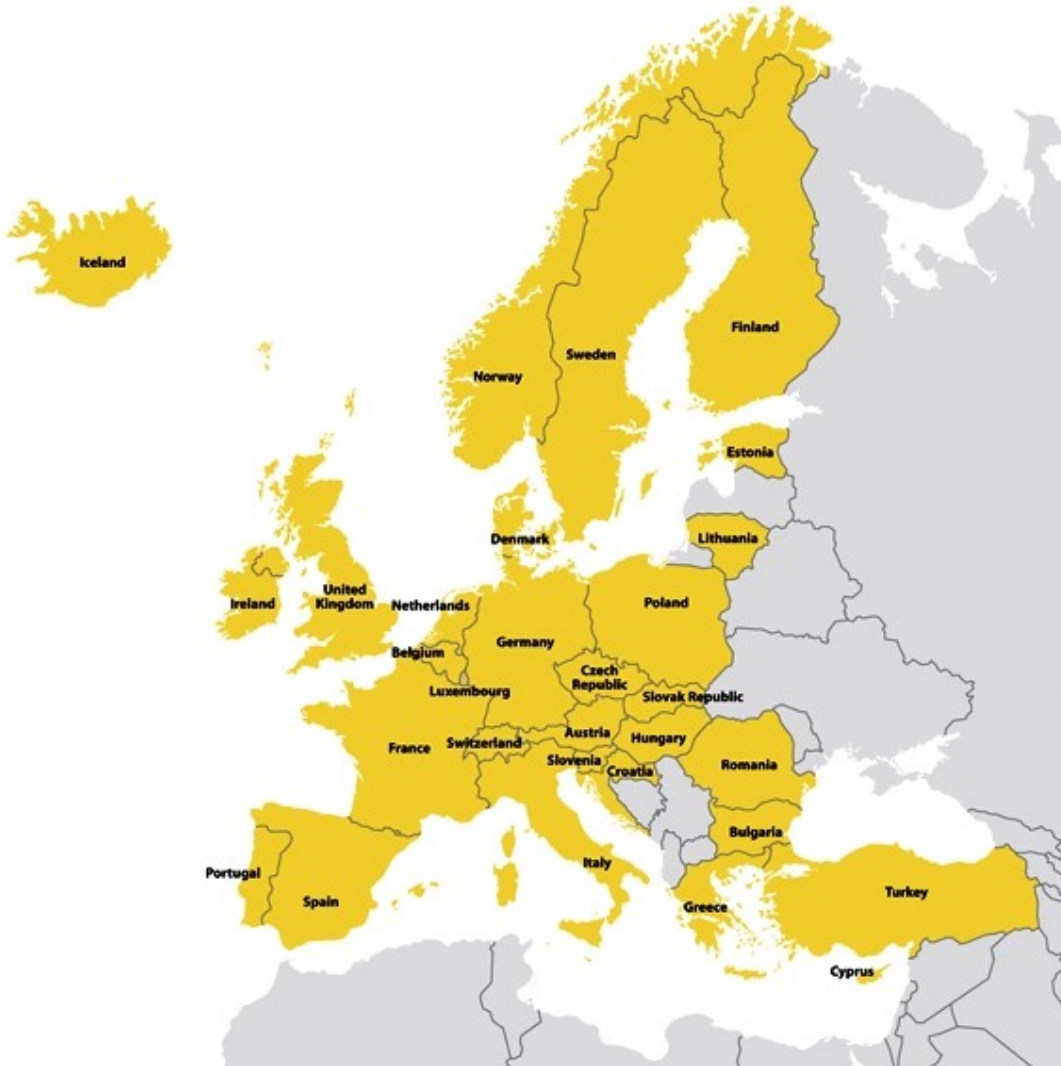 Iceland
Finland
Sweden
Norway
Estonia
Denmark
Lithuania
United
Kingdom
Ireland
Netherlands
Poland
Germany
Belgium
Czech
Republic
Luxembourg
Slovak Republic
Austria
Hungary
Switzerland
France
Slovenia
Croatia
Romania
Bulgaria
Italy
Portugal
Spain
Greece
Turkey
Cyprus